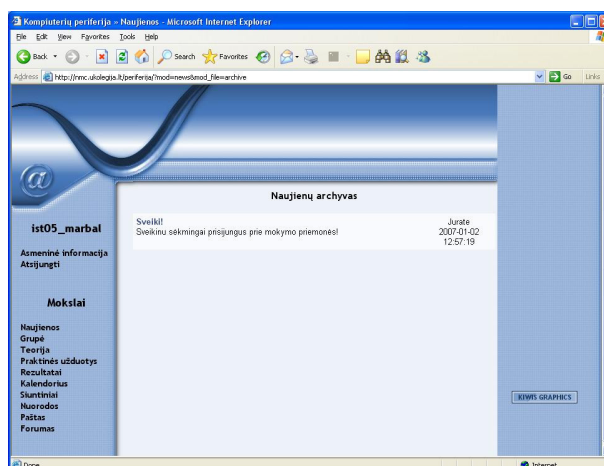 Kompiuterių periferija » Naujienos - Microsoft Internet Explorer
File Edit View Favorites Tools Help
Back Search Favorites
Address http://nmc.ukolegija.lt/periferija/?mod=news&mod_file=archive Go Links
@
Naujienų archyvas
ist05_marbal
Sveiki! Jurate
Sveikinu sėkmingai prisijungus prie mokymo priemonės! 2007-01-02
12:57:19
Asmeninė informacija
Atsijungti
Mokslai
Naujienos
Grupė
Teorija
Praktinės užduotys
Rezultatai
Kalendorius
Siuntiniai
Nuorodos
Paštas
Forumas
KIWIS GRAPHICS
Done Internet